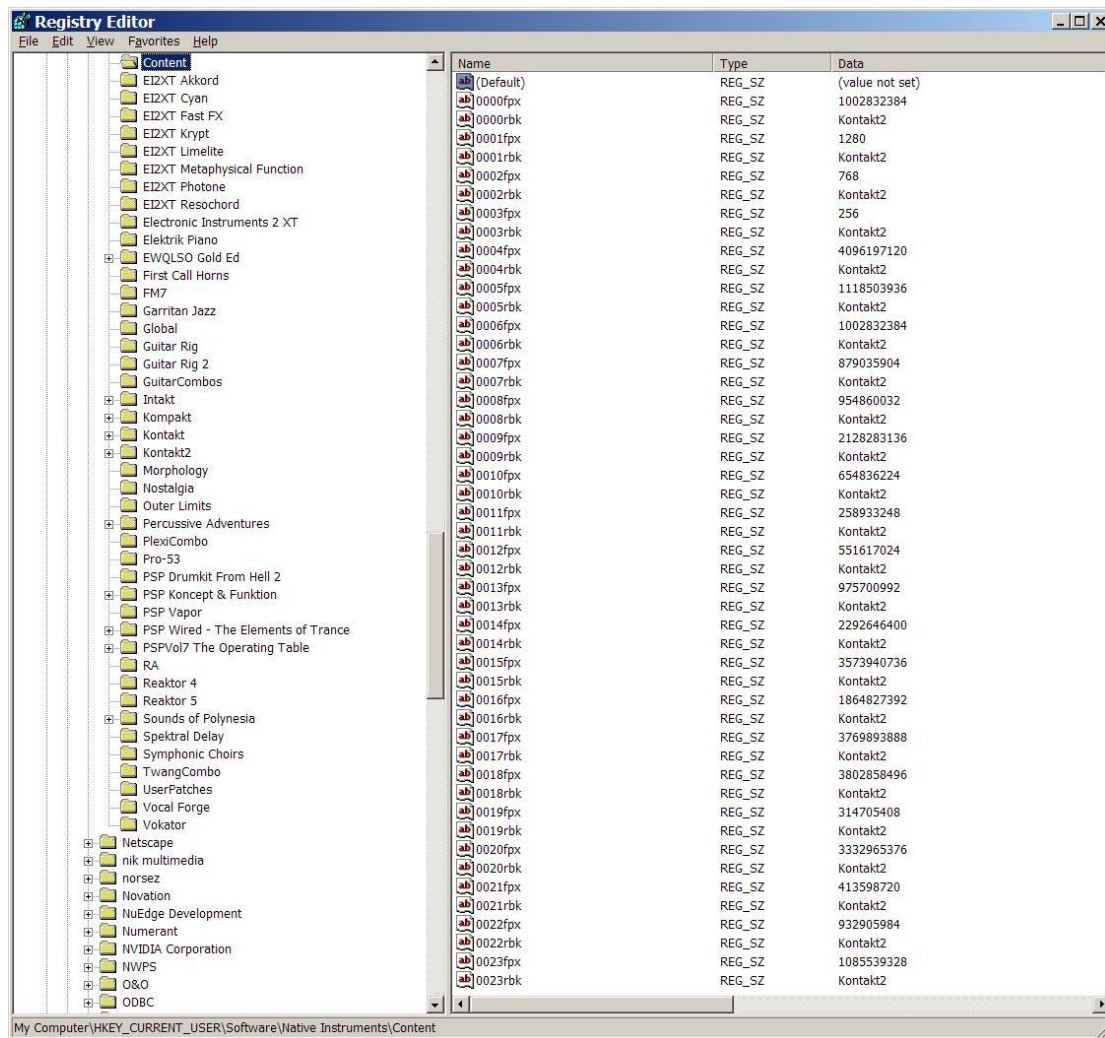 Registry Editor
File Edit View Favorites Help
Content
EI2XT Akkord
EI2XT Cyan
EI2XT Fast FX
EI2XT Krypt
EI2XT Limelite
EI2XT Metaphysical Function
EI2XT Photone
EI2XT Resochord
Electronic Instruments 2 XT
Elektrik Piano
EWQLSO Gold Ed
First Call Horns
FM7
Garritan Jazz
Global
Guitar Rig
Guitar Rig 2
GuitarCombos
Intakt
Kompakt
Kontakt
Kontakt2
Morphology
Nostalgia
Outer Limits
Percussive Adventures
PlexiCombo
Pro-53
PSP Drumkit From Hell 2
PSP Koncept & Funktion
PSP Vapor
PSP Wired - The Elements of Trance
PSPVol7 The Operating Table
RA
Reaktor 4
Reaktor 5
Sounds of Polynesia
Spektral Delay
Symphonic Choirs
TwangCombo
UserPatches
Vocal Forge
Vokator
Netscape
nik multimedia
norsez
Novation
NuEdge Development
Numerant
NVIDIA Corporation
NWPS
O&O
ODBC
Name Type Data
(Default) REG_SZ (value not set)
0000fpx REG_SZ 1002832384
0000rbk REG_SZ Kontakt2
0001fpx REG_SZ 1280
0001rbk REG_SZ Kontakt2
0002fpx REG_SZ 768
0002rbk REG_SZ Kontakt2
0003fpx REG_SZ 256
0003rbk REG_SZ Kontakt2
0004fpx REG_SZ 4096197120
0004rbk REG_SZ Kontakt2
0005fpx REG_SZ 1118503936
0005rbk REG_SZ Kontakt2
0006fpx REG_SZ 1002832384
0006rbk REG_SZ Kontakt2
0007fpx REG_SZ 879035904
0007rbk REG_SZ Kontakt2
0008fpx REG_SZ 954860032
0008rbk REG_SZ Kontakt2
0009fpx REG_SZ 2128283136
0009rbk REG_SZ Kontakt2
0010fpx REG_SZ 654836224
0010rbk REG_SZ Kontakt2
0011fpx REG_SZ 258933248
0011rbk REG_SZ Kontakt2
0012fpx REG_SZ 551617024
0012rbk REG_SZ Kontakt2
0013fpx REG_SZ 975700992
0013rbk REG_SZ Kontakt2
0014fpx REG_SZ 2292646400
0014rbk REG_SZ Kontakt2
0015fpx REG_SZ 3573940736
0015rbk REG_SZ Kontakt2
0016fpx REG_SZ 1864827392
0016rbk REG_SZ Kontakt2
0017fpx REG_SZ 3769893888
0017rbk REG_SZ Kontakt2
0018fpx REG_SZ 3802858496
0018rbk REG_SZ Kontakt2
0019fpx REG_SZ 314705408
0019rbk REG_SZ Kontakt2
0020fpx REG_SZ 3332965376
0020rbk REG_SZ Kontakt2
0021fpx REG_SZ 413598720
0021rbk REG_SZ Kontakt2
0022fpx REG_SZ 932905984
0022rbk REG_SZ Kontakt2
0023fpx REG_SZ 1085539328
0023rbk REG_SZ Kontakt2
My Computer\HKEY_CURRENT_USER\Software\Native Instruments\Content